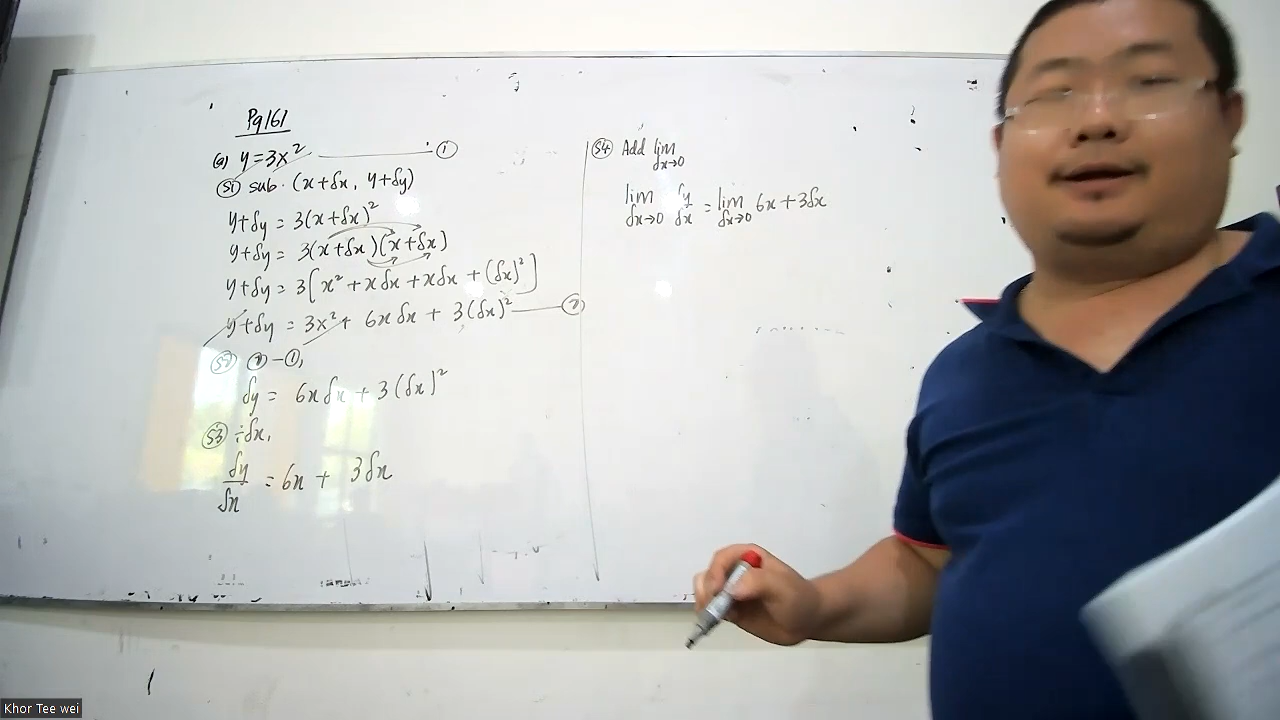 Pg161
(a) y=3x² ——— ①
(S1) sub. (x+δx, y+δy)
y+δy = 3(x+δx)²
y+δy = 3(x+δx)(x+δx)
y+δy = 3[x²+xδx+xδx+(δx)²]
y+δy = 3x²+ 6xδx + 3(δx)² ——— ②
(S2) ②-①,
δy = 6xδx + 3(δx)²
(S3) ÷δx,
δy/δx = 6x + 3δx
(S4) Add lim δx→0
lim δx→0 δy/δx = lim δx→0 6x+3δx
Khor Tee wei